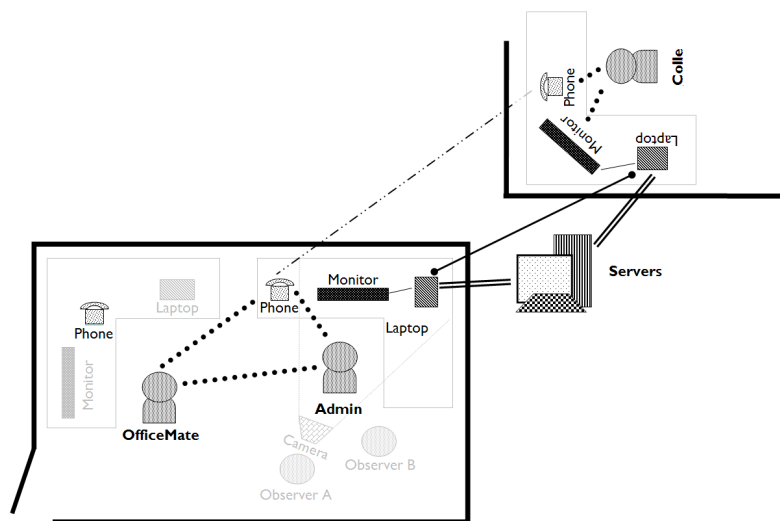 Colle
Phone
Monitor
Laptop
Servers
Monitor
Laptop
Phone
Phone
Laptop
Monitor
Admin
OfficeMate
Camera
Observer B
Observer A